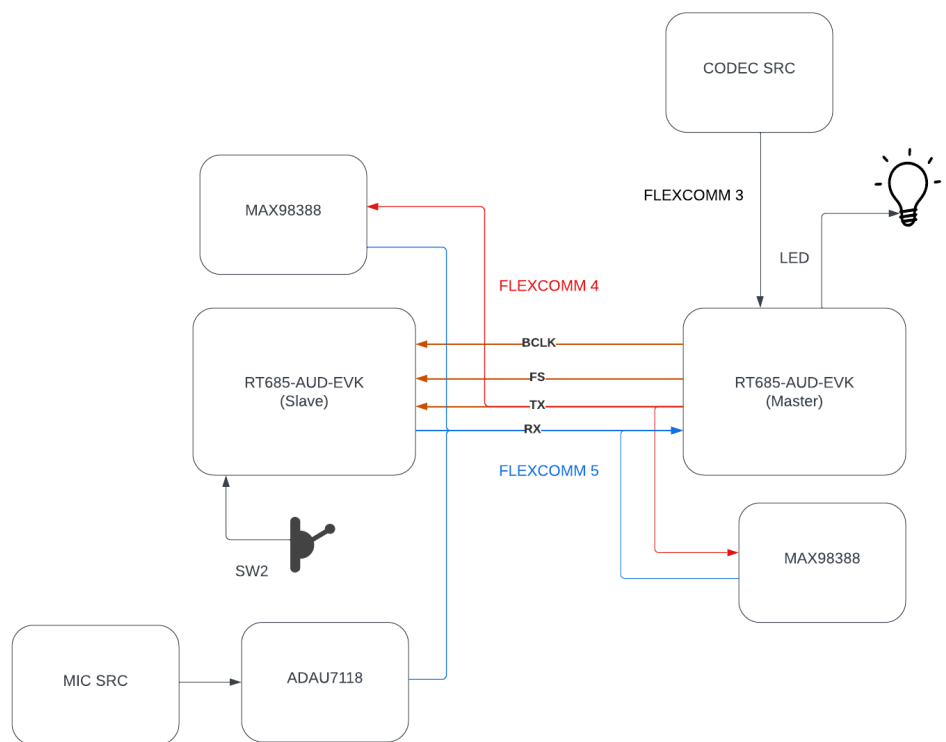 CODEC SRC
FLEXCOMM 3
MAX98388
LED
FLEXCOMM 4
BCLK
RT685-AUD-EVK
(Slave)
FS
RT685-AUD-EVK
(Master)
TX
RX
FLEXCOMM 5
MAX98388
SW2
MIC SRC
ADAU7118